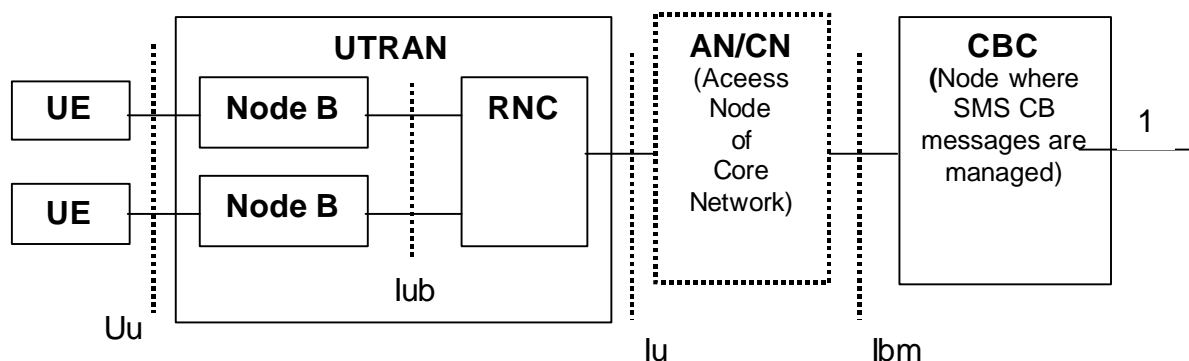 UTRAN
UE
Node B
RNC
UE
Node B
Iub
Uu
AN/CN
(Aceess
Node
of
Core
Network)
Iu
Ibm
CBC
(Node where
SMS CB
messages are
managed)
1